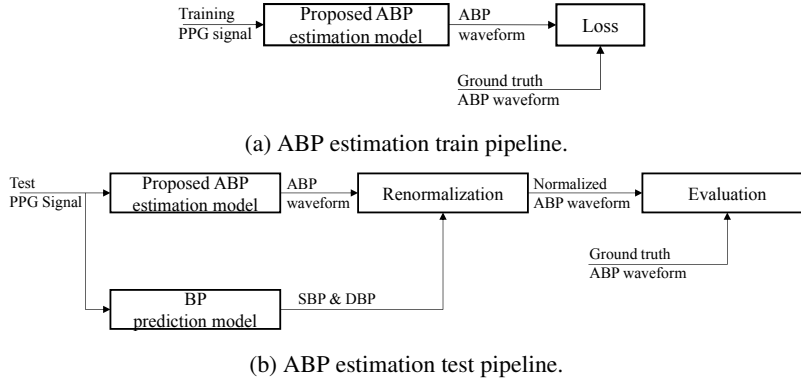 Training
PPG signal
Proposed ABP
estimation model
ABP
waveform
Loss
Ground truth
ABP waveform
(a) ABP estimation train pipeline.
Test
PPG Signal
Proposed ABP
estimation model
ABP
waveform
Renormalization
Normalized
ABP waveform
Evaluation
Ground truth
ABP waveform
BP
prediction model
SBP & DBP
(b) ABP estimation test pipeline.